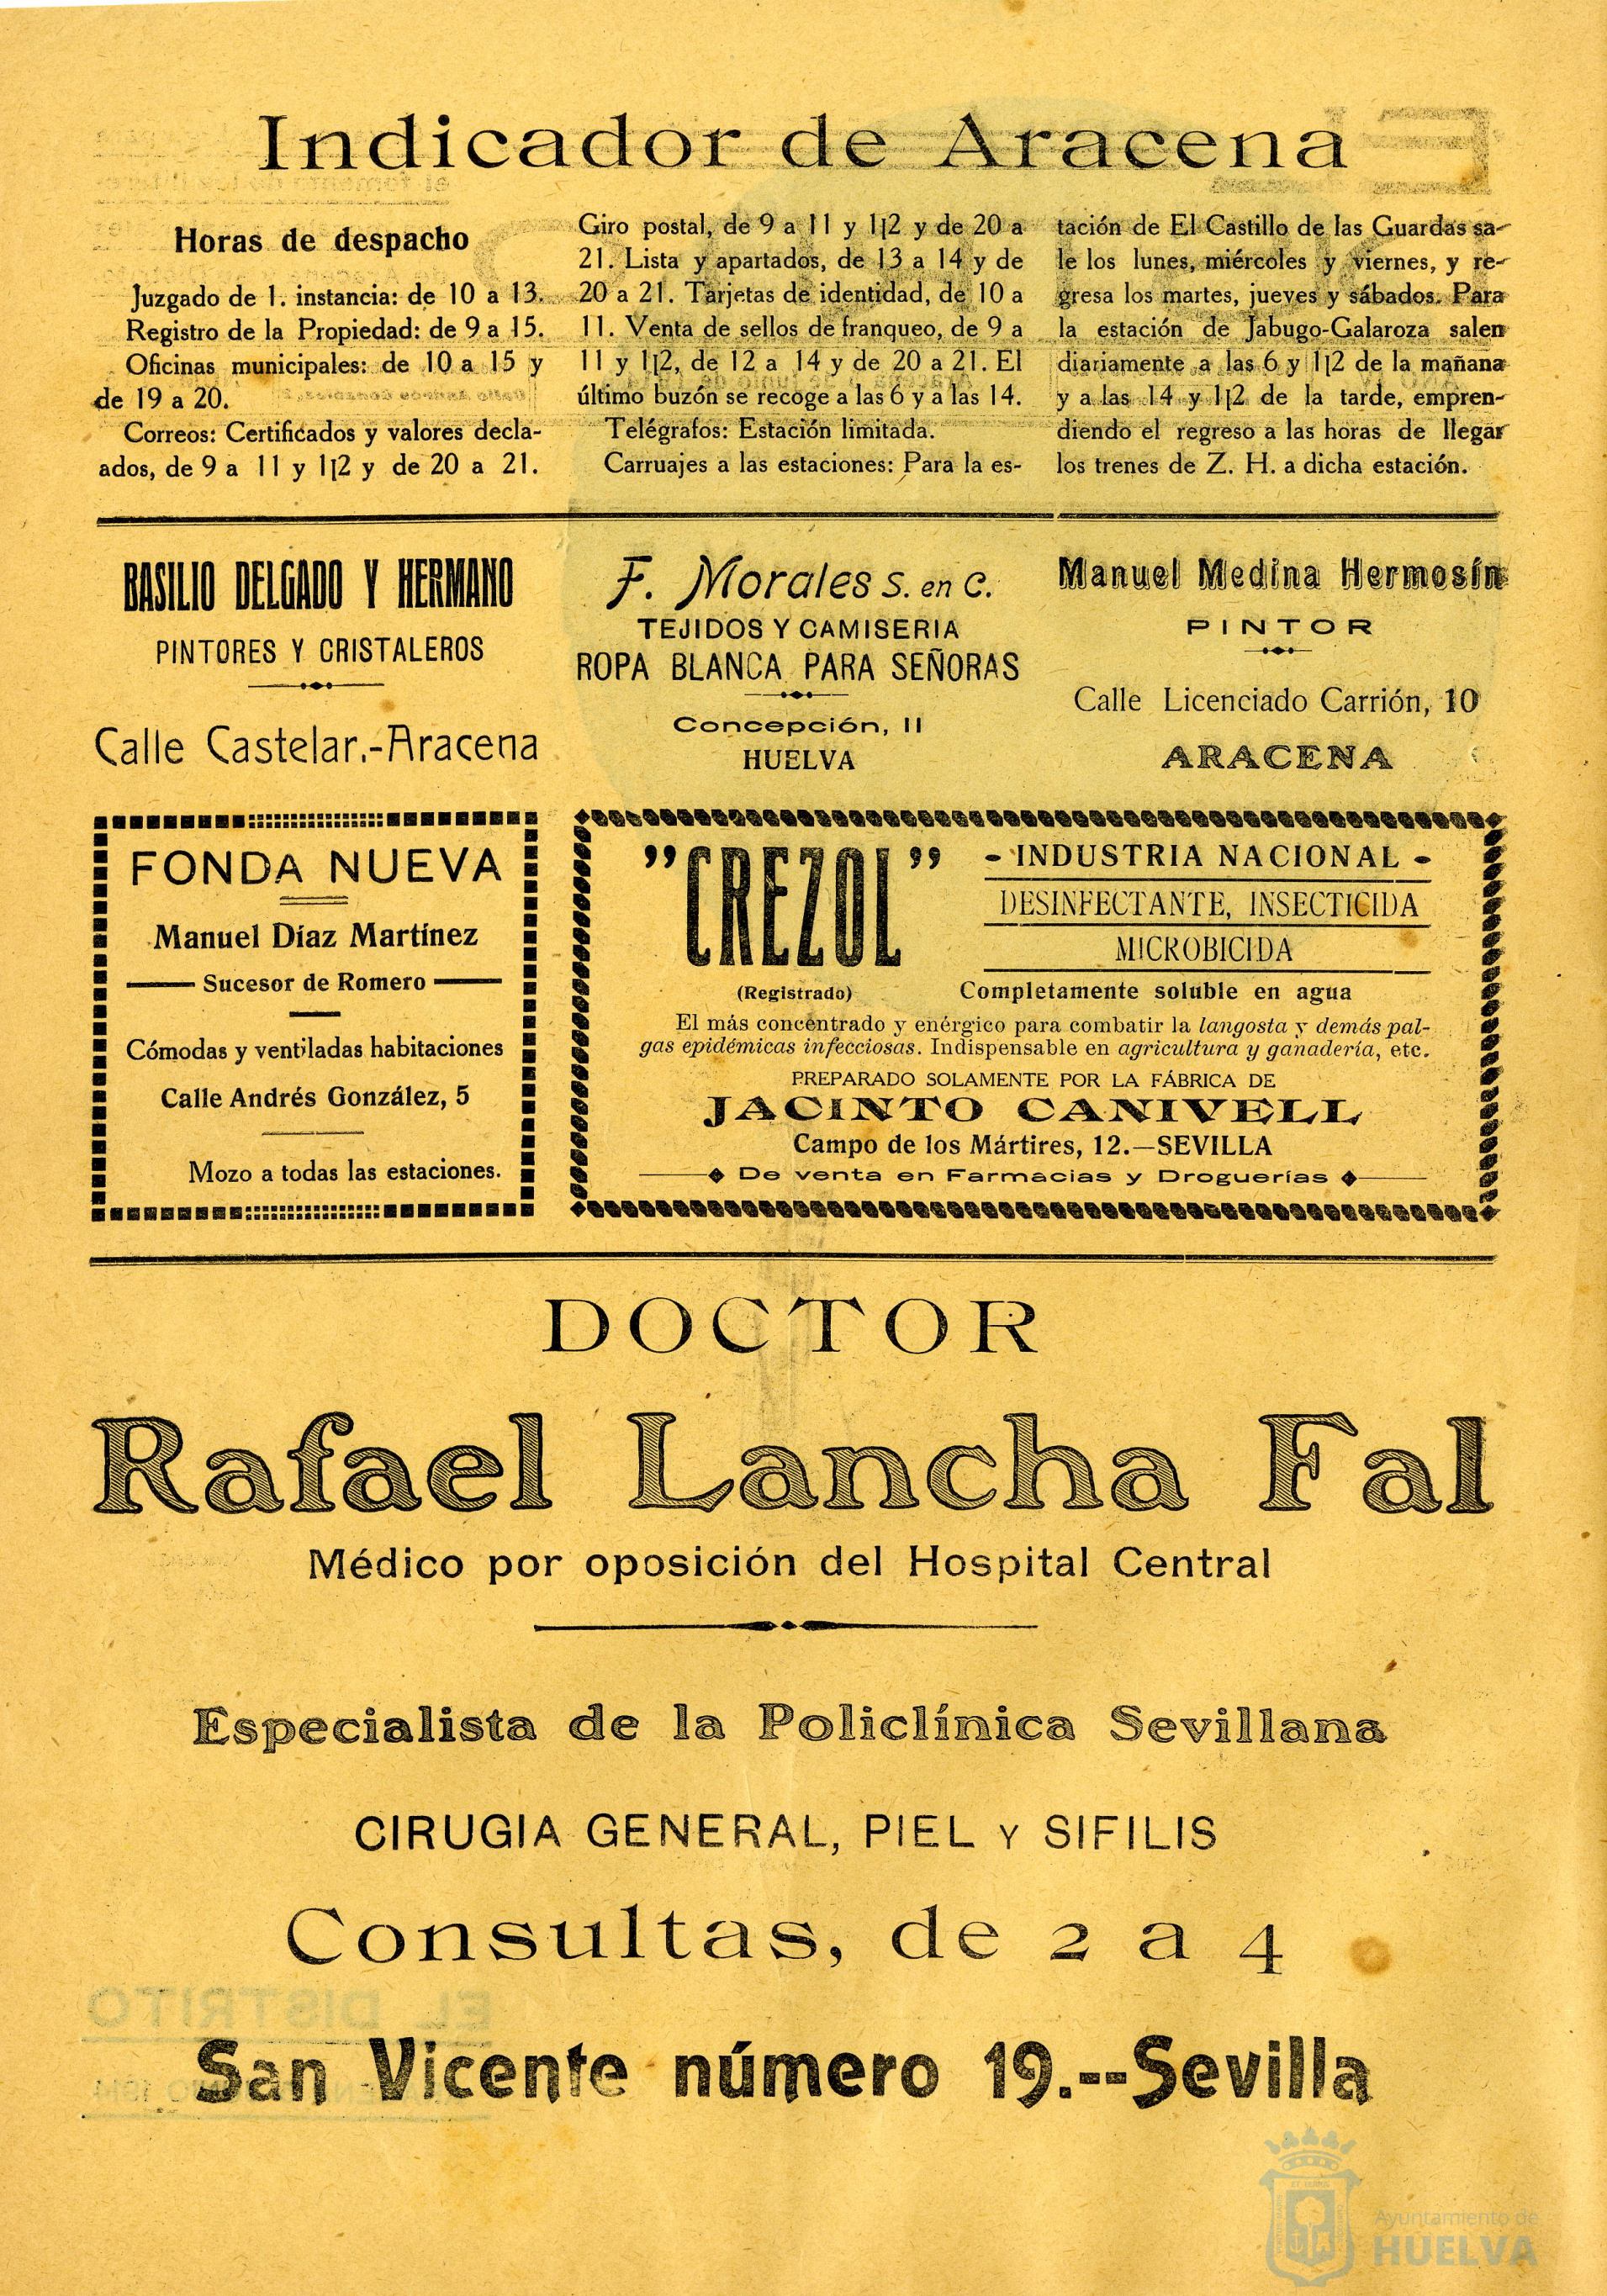 Indicador de Aracena
Horas de despacho
Juzgado de 1. instancia: de 10 a 13.
Registro de la Propiedad: de 9 a 15.
Oficinas municipales: de 10 a 15 y
de 19 a 20.
Correos: Certificados y valores decla-
ados, de 9 a 11 y 1|2 y de 20 a 21.
Giro postal, de 9 a 11 y 1|2 y de 20 a
21. Lista y apartados, de 13 a 14 y de
20 a 21. Tarjetas de identidad, de 10 a
11. Venta de sellos de franqueo, de 9 a
11 y 1|2, de 12 a 14 y de 20 a 21. El
último buzón se recoge a las 6 y a las 14.
Telégrafos: Estación limitada.
Carruajes a las estaciones: Para la es-
tación de El Castillo de las Guardas sa-
le los lunes, miércoles y viernes, y re-
gresa los martes, jueves y sábados. Para
la estación de Jabugo-Galaroza salen
diariamente a las 6 y 1|2 de la mañana
y a las 14 y 1|2 de la tarde, empren-
diendo el regreso a las horas de llegar
los trenes de Z. H. a dicha estación.
BASILIO DELGADO Y HERMANO
PINTORES Y CRISTALEROS
Calle Castelar.-Aracena
F. Morales S. en C.
TEJIDOS Y CAMISERIA
ROPA BLANCA PARA SEÑORAS
Concepción, 11
HUELVA
Manuel Medina Hermosín
PINTOR
Calle Licenciado Carrión, 10
ARACENA
FONDA NUEVA
Manuel Díaz Martínez
Sucesor de Romero
Cómodas y ventiladas habitaciones
Calle Andrés González, 5
Mozo a todas las estaciones.
"CREZOL"
(Registrado)
- INDUSTRIA NACIONAL -
DESINFECTANTE, INSECTICIDA
MICROBICIDA
Completamente soluble en agua
El más concentrado y enérgico para combatir la langosta y demás pal-
gas epidémicas infecciosas. Indispensable en agricultura y ganadería, etc.
PREPARADO SOLAMENTE POR LA FÁBRICA DE
JACINTO CANIVELL
Campo de los Mártires, 12.—SEVILLA
De venta en Farmacias y Droguerías
DOCTOR
Rafael Lancha Fal
Médico por oposición del Hospital Central
Especialista de la Policlínica Sevillana
CIRUGIA GENERAL, PIEL Y SIFILIS
Consultas, de 2 a 4
San Vicente número 19.--Sevilla
Ayuntamiento de
HUELVA